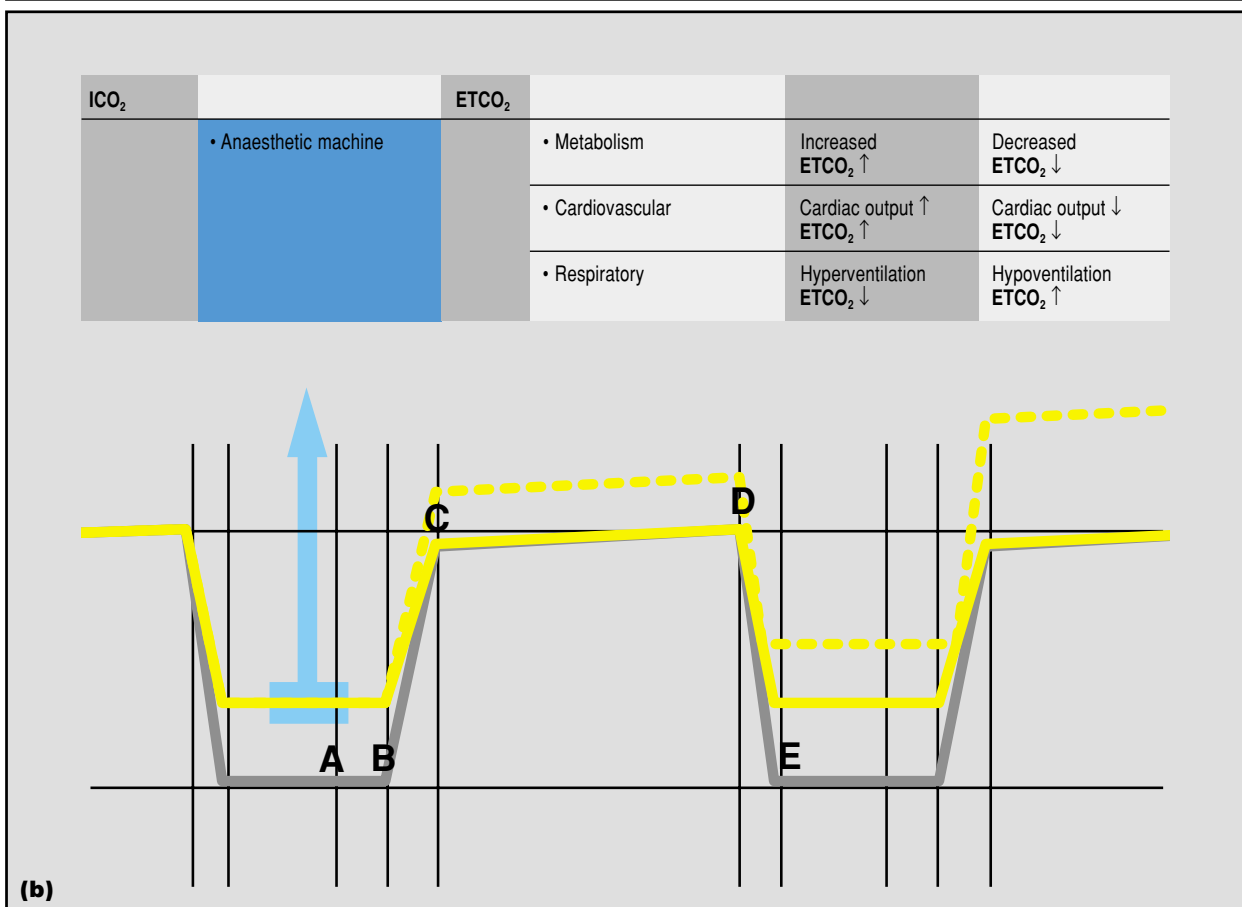 ICO₂ ETCO₂
• Anaesthetic machine • Metabolism Increased Decreased
ETCO₂ ↑ ETCO₂ ↓
• Cardiovascular Cardiac output ↑ Cardiac output ↓
ETCO₂ ↑ ETCO₂ ↓
• Respiratory Hyperventilation Hypoventilation
ETCO₂ ↓ ETCO₂ ↑
C D
A B E
(b)